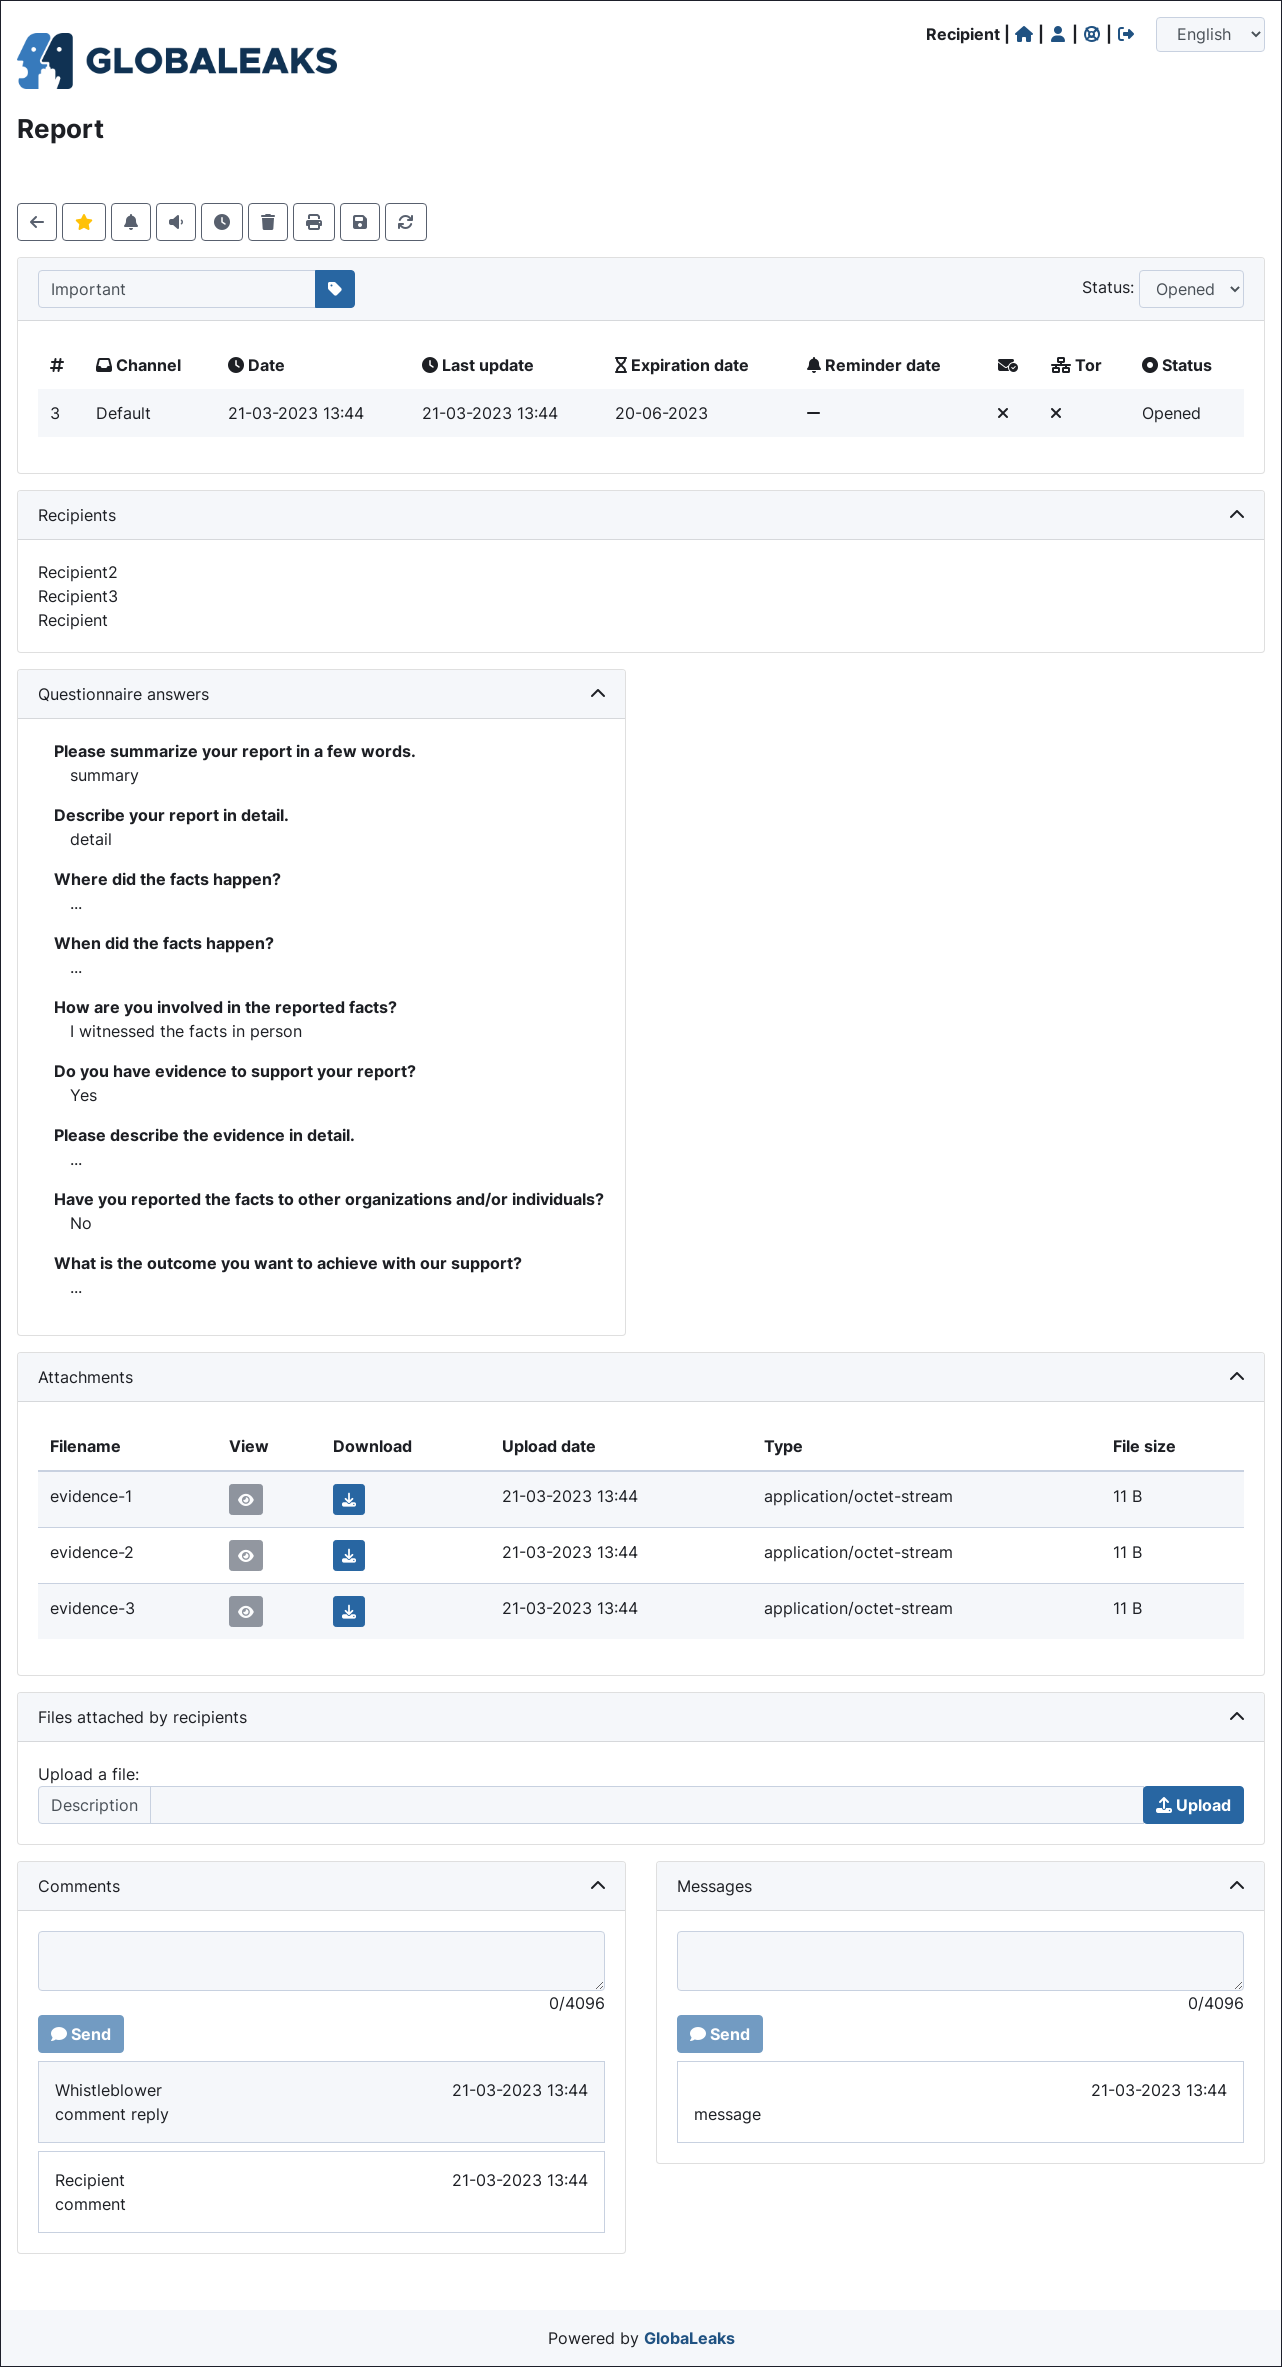 Recipient | | | |
English
GLOBALEAKS
Report
Important
Status: Opened
# Channel Date Last update Expiration date Reminder date Tor Status
3 Default 21-03-2023 13:44 21-03-2023 13:44 20-06-2023 — Opened
Recipients
Recipient2
Recipient3
Recipient
Questionnaire answers
Please summarize your report in a few words.
summary
Describe your report in detail.
detail
Where did the facts happen?
...
When did the facts happen?
...
How are you involved in the reported facts?
I witnessed the facts in person
Do you have evidence to support your report?
Yes
Please describe the evidence in detail.
...
Have you reported the facts to other organizations and/or individuals?
No
What is the outcome you want to achieve with our support?
...
Attachments
Filename View Download Upload date Type File size
evidence-1 21-03-2023 13:44 application/octet-stream 11 B
evidence-2 21-03-2023 13:44 application/octet-stream 11 B
evidence-3 21-03-2023 13:44 application/octet-stream 11 B
Files attached by recipients
Upload a file:
Description Upload
Comments
0/4096
Send
Whistleblower 21-03-2023 13:44
comment reply
Recipient 21-03-2023 13:44
comment
Messages
0/4096
Send
21-03-2023 13:44
message
Powered by GlobaLeaks